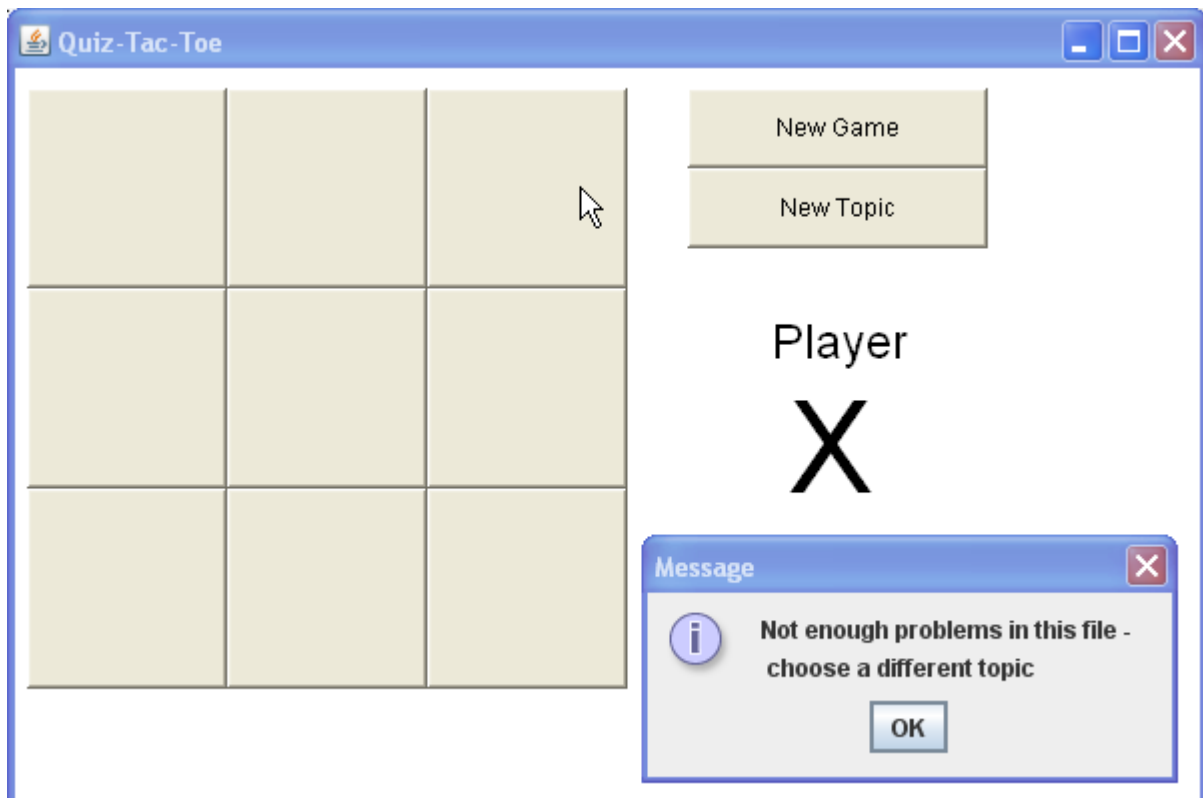 Quiz-Tac-Toe
New Game
New Topic
Player
X
Message
Not enough problems in this file -
choose a different topic
OK